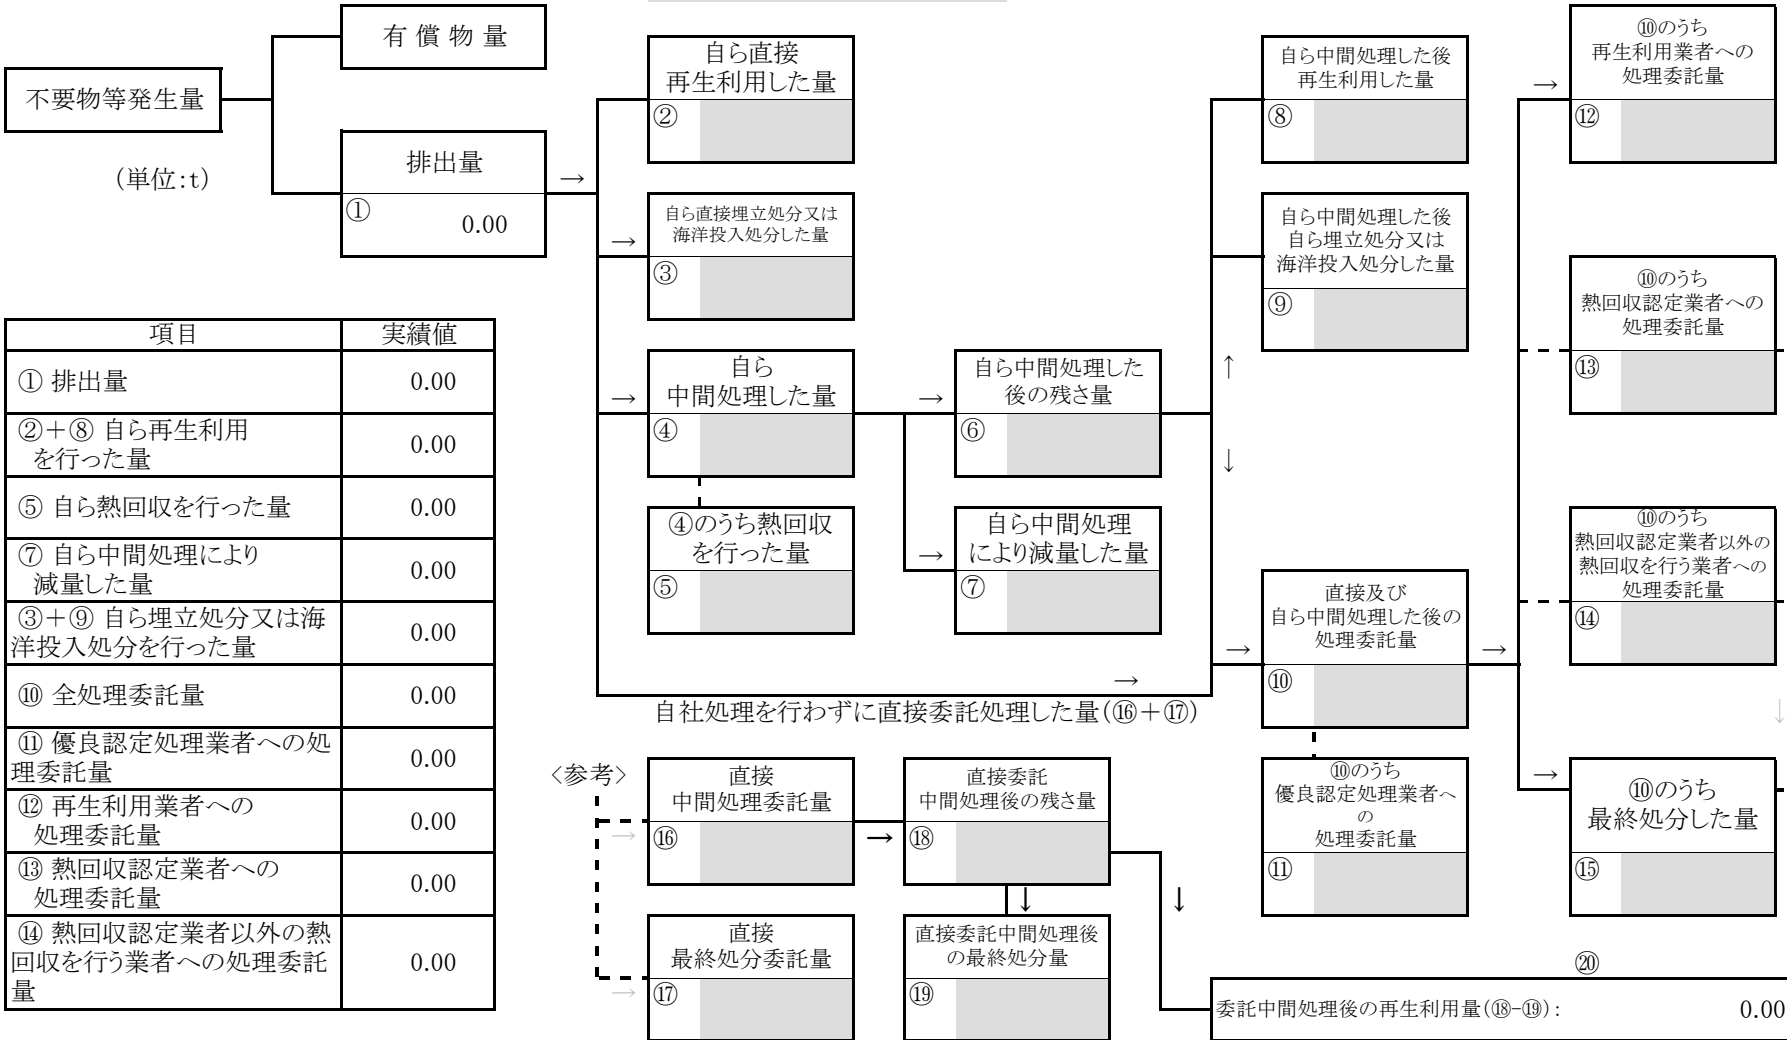 不要物等発生量
(単位:t)
有 償 物 量
排出量
①
0.00
→
自ら直接
再生利用した量
②
→
自ら直接埋立処分又は
海洋投入処分した量
③
→
自ら
中間処理した量
④
④のうち熱回収
を行った量
⑤
→
自ら中間処理した
後の残さ量
⑥
→
自ら中間処理
により減量した量
⑦
↑
↓
自ら中間処理した後
再生利用した量
⑧
自ら中間処理した後
自ら埋立処分又は
海洋投入処分した量
⑨
→
自社処理を行わずに直接委託処理した量(⑯+⑰)
→
直接及び
自ら中間処理した後の
処理委託量
⑩
⑩のうち
優良認定処理業者へ
の
処理委託量
⑪
→
→
⑩のうち
再生利用業者への
処理委託量
⑫
⑩のうち
熱回収認定業者への
処理委託量
⑬
⑩のうち
熱回収認定業者以外の
熱回収を行う業者への
処理委託量
⑭
↓
→
⑩のうち
最終処分した量
⑮
項目 実績値
① 排出量 0.00
②+⑧ 自ら再生利用
を行った量 0.00
⑤ 自ら熱回収を行った量 0.00
⑦ 自ら中間処理により
減量した量 0.00
③+⑨ 自ら埋立処分又は海
洋投入処分を行った量 0.00
⑩ 全処理委託量 0.00
⑪ 優良認定処理業者への処
理委託量 0.00
⑫ 再生利用業者への
処理委託量 0.00
⑬ 熱回収認定業者への
処理委託量 0.00
⑭ 熱回収認定業者以外の熱
回収を行う業者への処理委託
量 0.00
〈参考〉
→
直接
中間処理委託量
⑯
→
直接
最終処分委託量
⑰
→
直接委託
中間処理後の残さ量
⑱
↓
直接委託中間処理後
の最終処分量
⑲
↓
⑳
委託中間処理後の再生利用量(⑱-⑲): 0.00